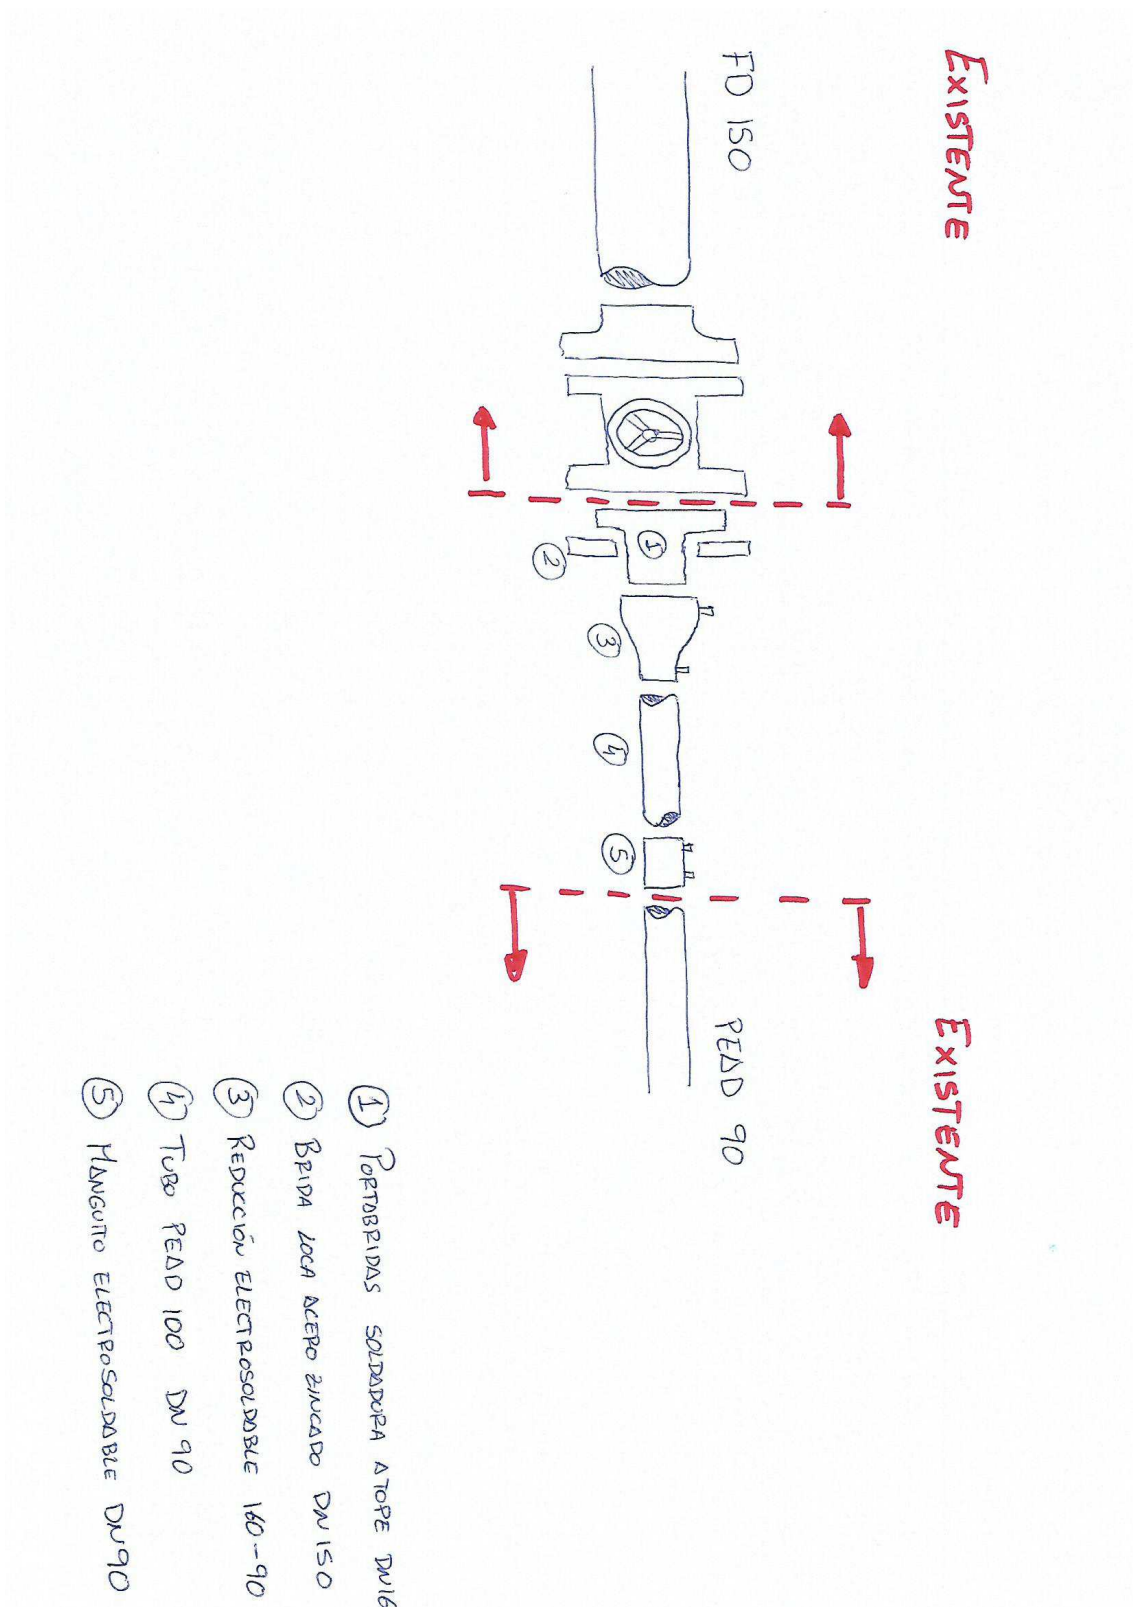 EXISTENTE
FD 150
1
2
3
4
5
EXISTENTE
PEAD 90
1 PORTABRIDAS SOLDADURA A TOPE DN16
2 BRIDA LOCA ACERO ZINCADO DN 150
3 REDUCCIÓN ELECTROSOLDABLE 160-90
4 TUBO PEAD 100 DN 90
5 MANGUITO ELECTROSOLDABLE DN90